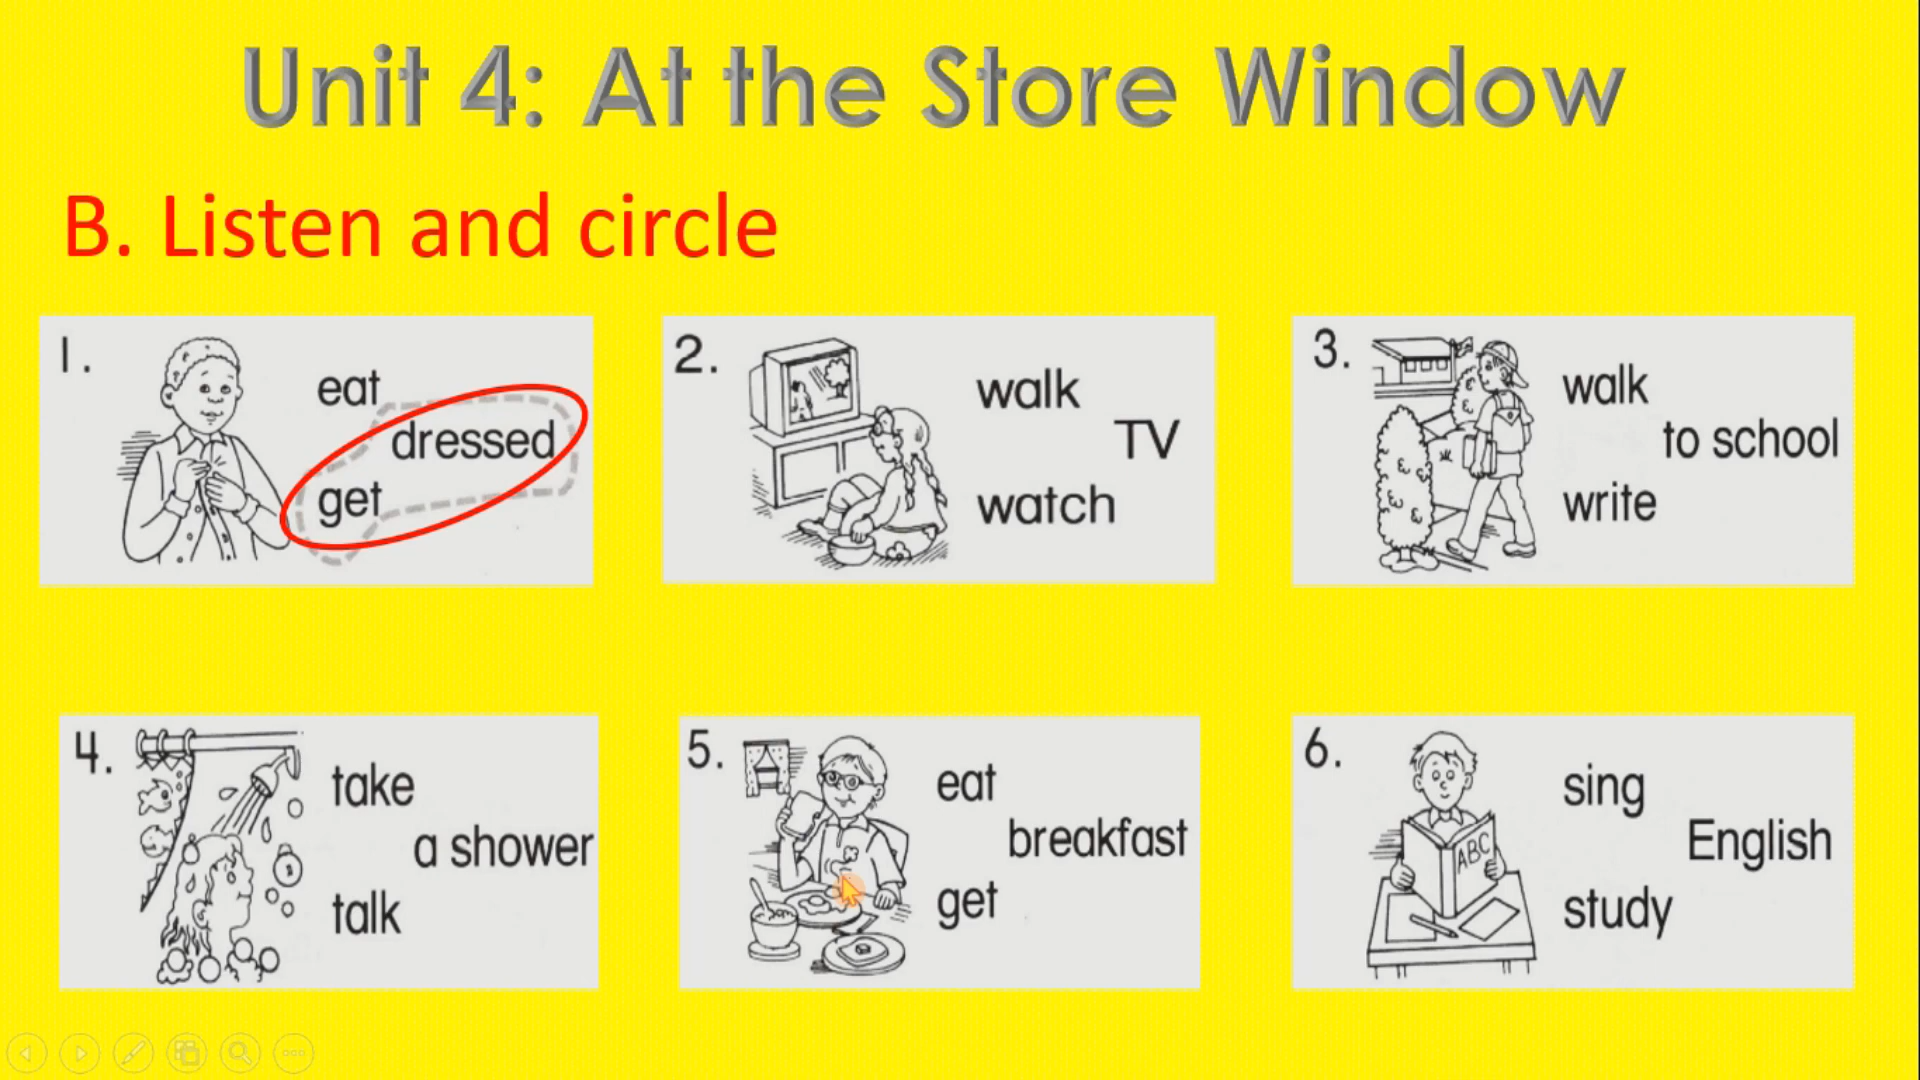 Unit 4: At the Store Window
B. Listen and circle
1.
eat
dressed
get
2.
walk
TV
watch
3.
walk
to school
write
4.
take
a shower
talk
5.
eat
breakfast
get
6.
ABC
sing
English
study